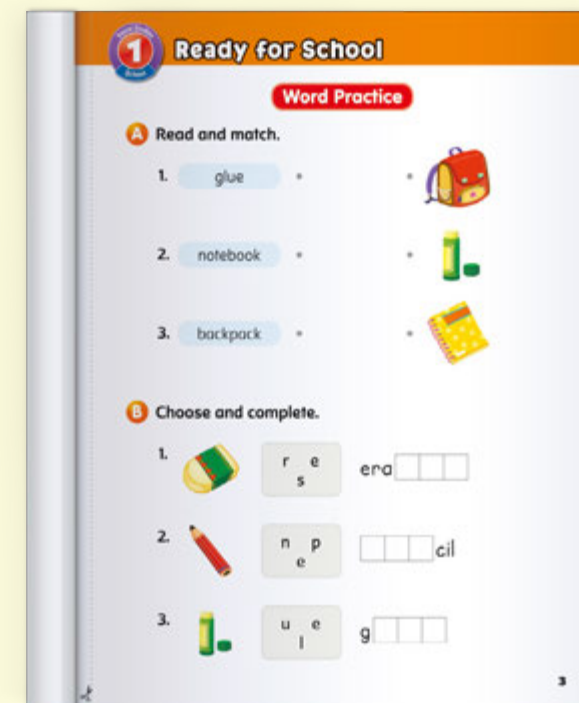 1 Ready for School
School
Word Practice
A Read and match.
1. glue
2. notebook
3. backpack
B Choose and complete.
1. r e s era
2. n p e cil
3. u e l g
3